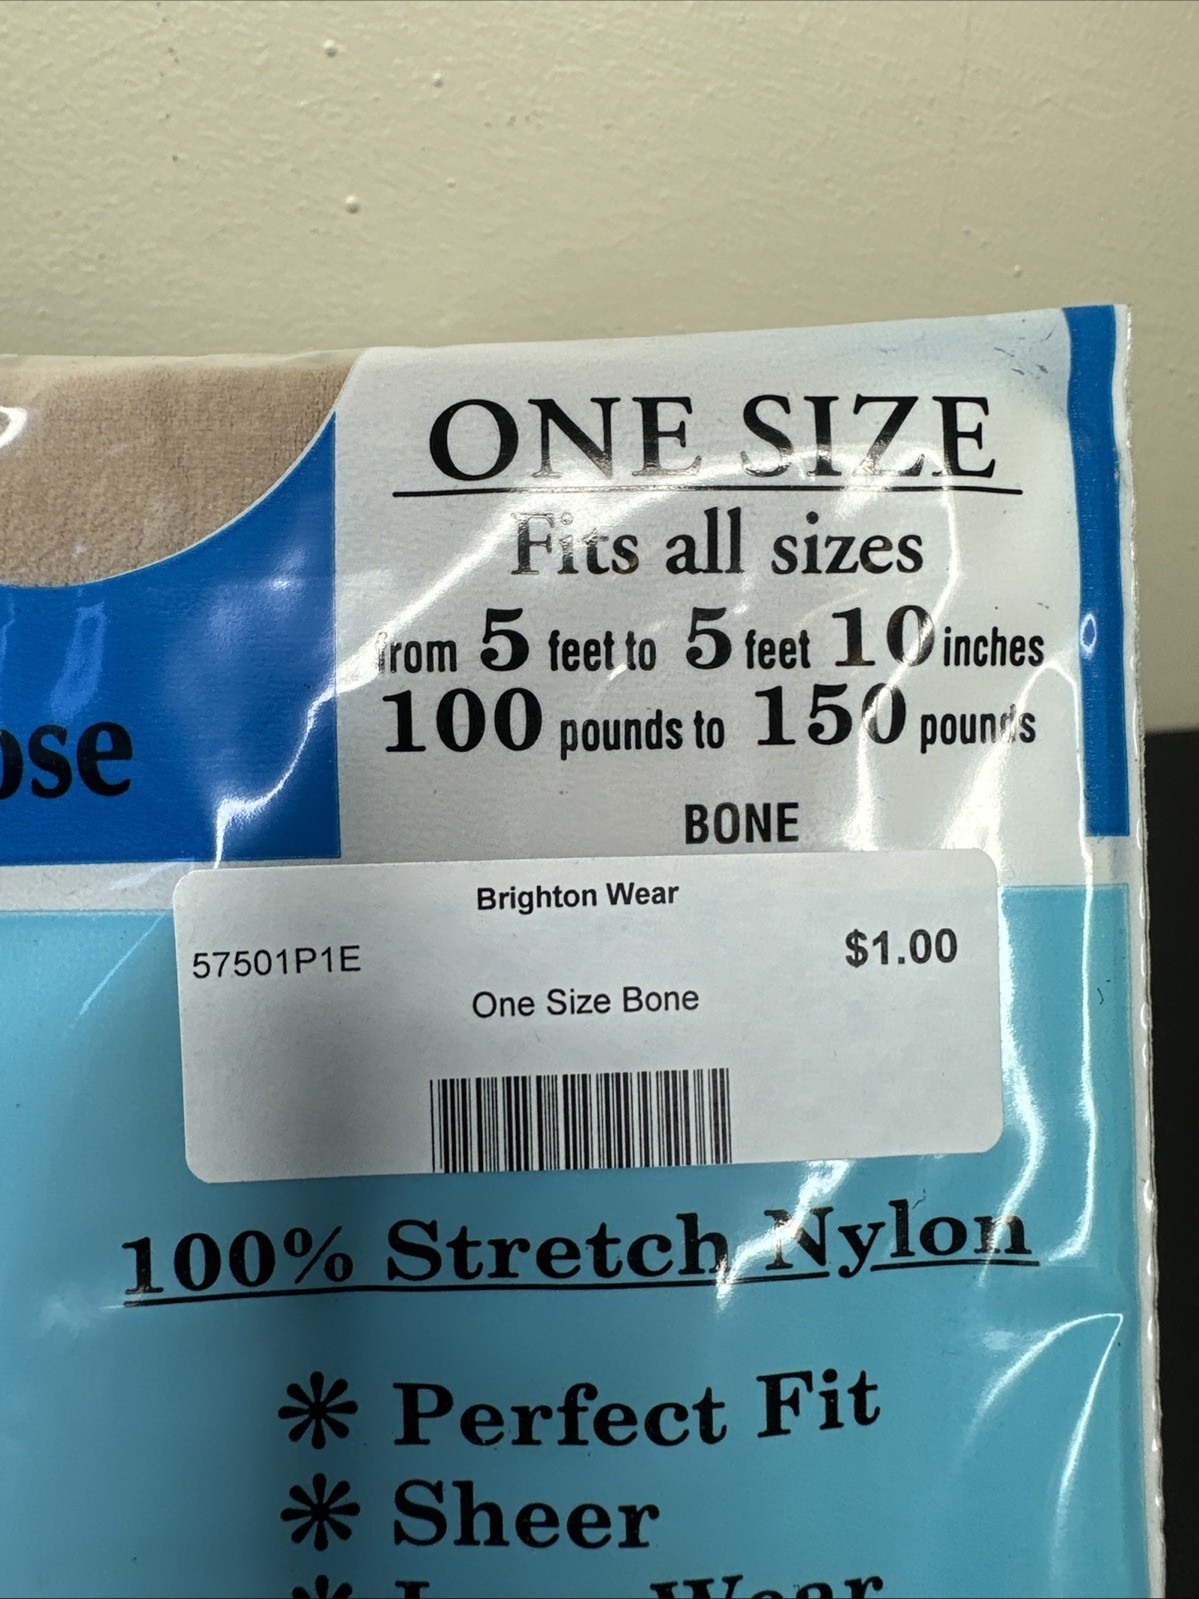 ONE SIZE
Fits all sizes
from 5 feet to 5 feet 10 inches
100 pounds to 150 pounds
ose
BONE
Brighton Wear
57501P1E
$1.00
One Size Bone
100% Stretch Nylon
* Perfect Fit
* Sheer
* Wear